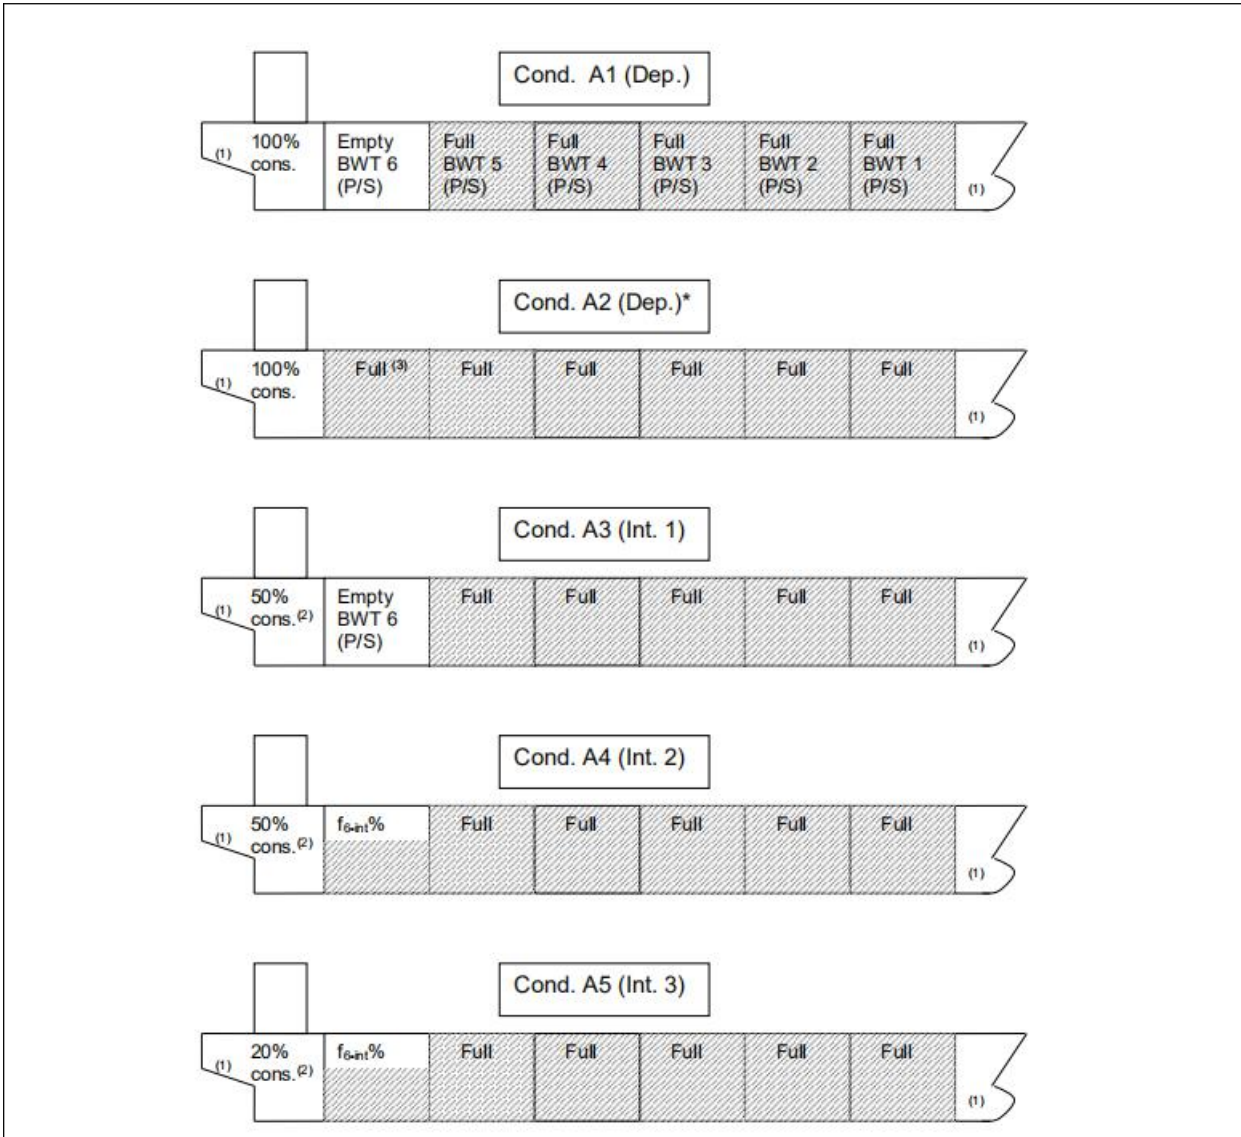 Cond. A1 (Dep.)
(1) 100% cons.
Empty BWT 6 (P/S)
Full BWT 5 (P/S)
Full BWT 4 (P/S)
Full BWT 3 (P/S)
Full BWT 2 (P/S)
Full BWT 1 (P/S)
(1)
Cond. A2 (Dep.)*
(1) 100% cons.
Full (3)
Full
Full
Full
Full
Full
(1)
Cond. A3 (Int. 1)
(1) 50% cons.(2)
Empty BWT 6 (P/S)
Full
Full
Full
Full
Full
(1)
Cond. A4 (Int. 2)
(1) 50% cons.(2)
f6-int%
Full
Full
Full
Full
Full
(1)
Cond. A5 (Int. 3)
(1) 20% cons.(2)
f6-int%
Full
Full
Full
Full
Full
(1)